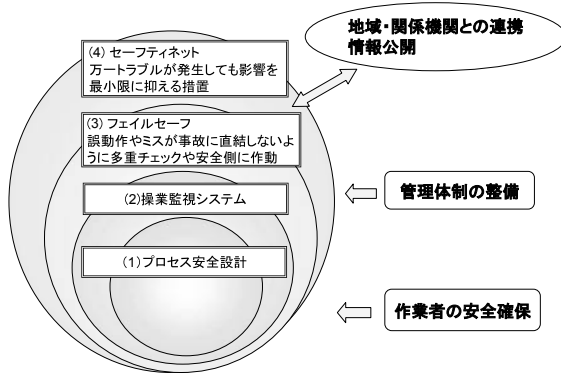 地域・関係機関との連携
情報公開
(4) セーフティネット
万一トラブルが発生しても影響を
最小限に抑える措置
(3) フェイルセーフ
誤動作やミスが事故に直結しないよ
うに多重チェックや安全側に作動
(2)操業監視システム
管理体制の整備
(1)プロセス安全設計
作業者の安全確保